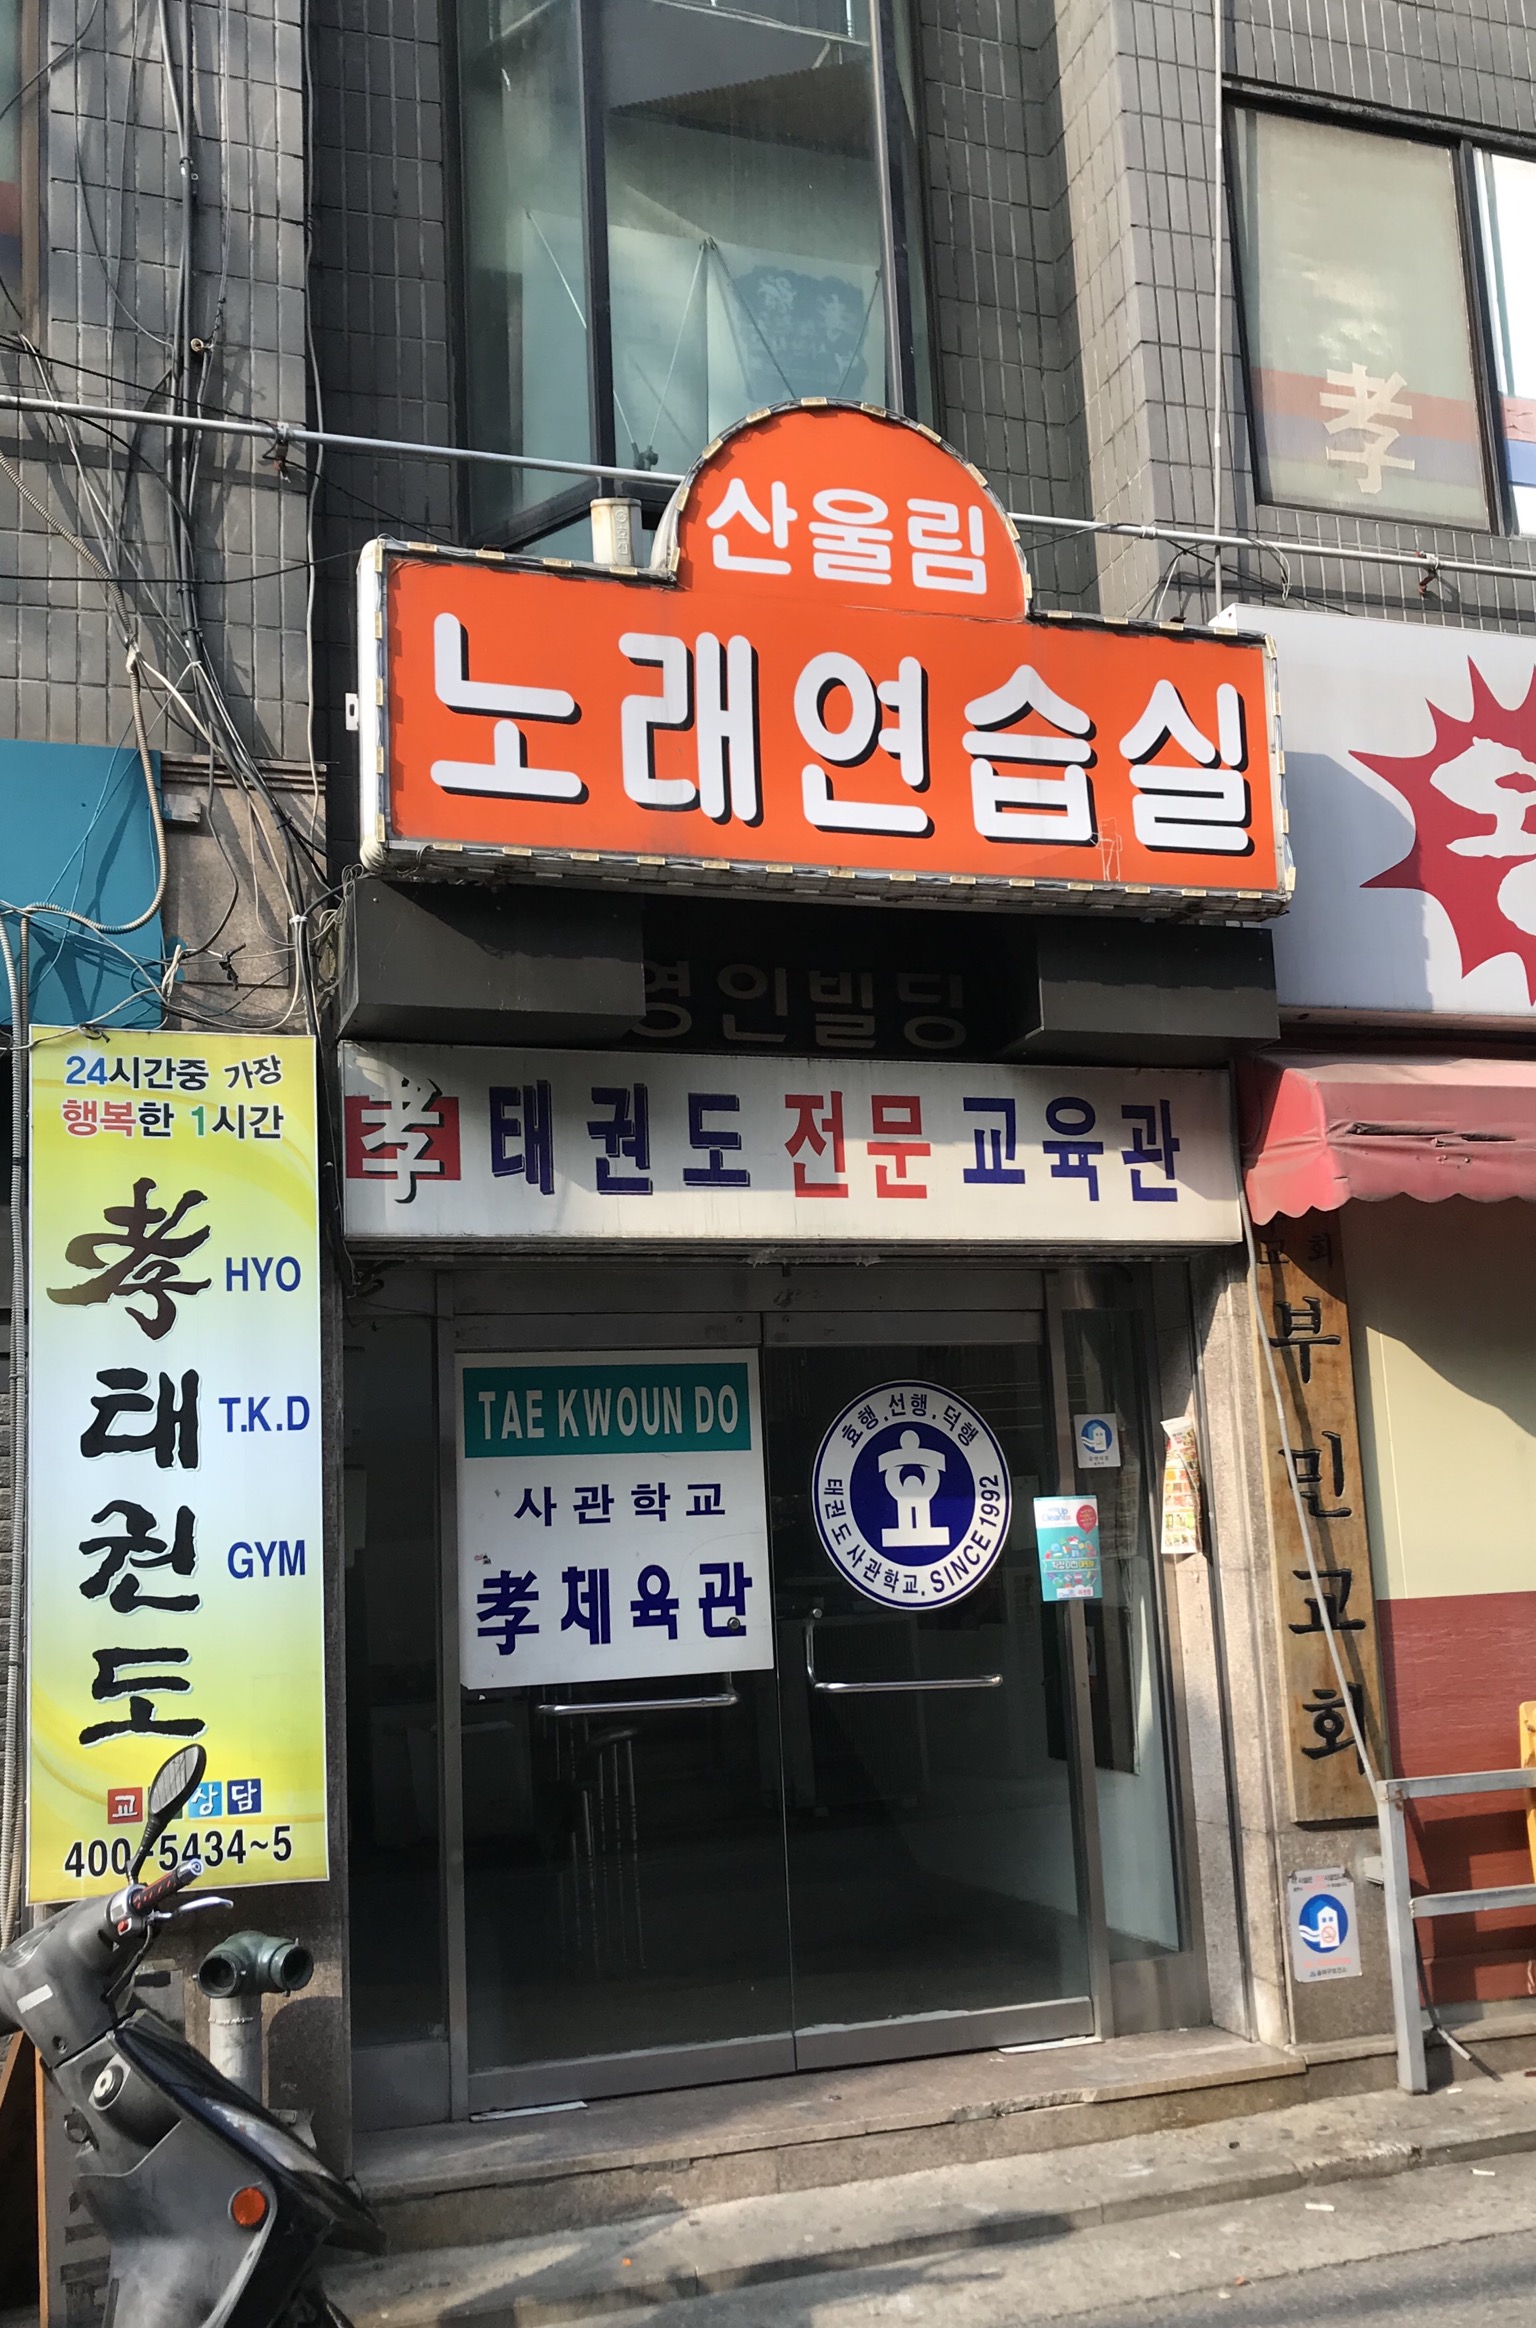 孝
산울림
노래연습실
영인빌딩
孝 태권도 전문 교육관
24시간중 가장
행복한 1시간
孝 HYO
태 T.K.D
권 GYM
도
교 상담
400-5434~5
TAE KWOUN DO
사관학교
孝체육관
효행.선행.덕행
효
태권도사관학교. SINCE 1992
교회
부민교회